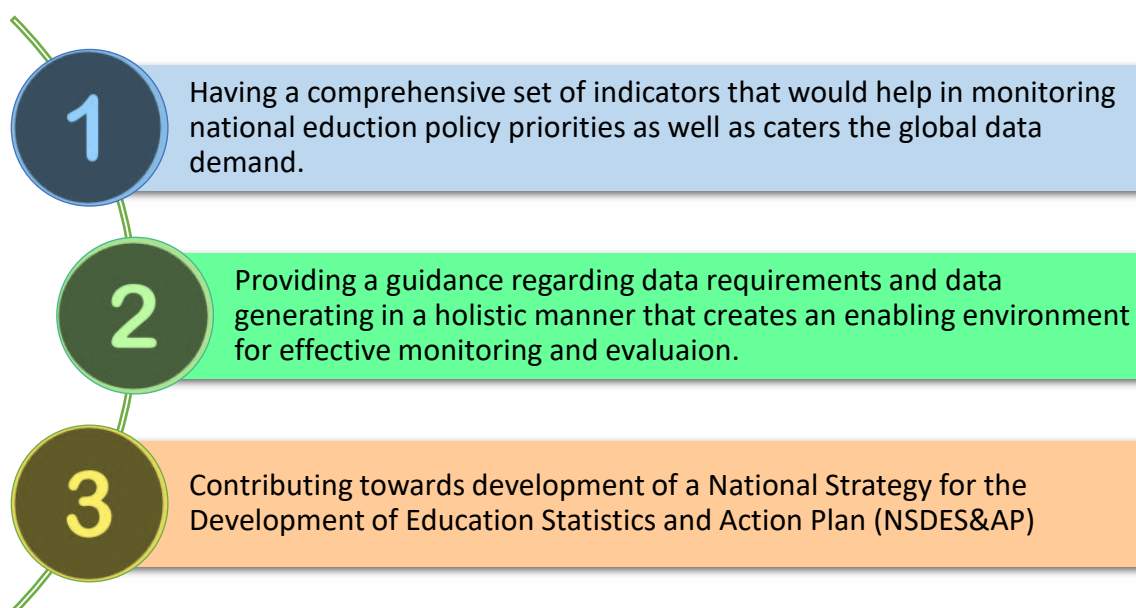 1
Having a comprehensive set of indicators that would help in monitoring
national eduction policy priorities as well as caters the global data
demand.
2
Providing a guidance regarding data requirements and data
generating in a holistic manner that creates an enabling environment
for effective monitoring and evaluaion.
3
Contributing towards development of a National Strategy for the
Development of Education Statistics and Action Plan (NSDES&AP)